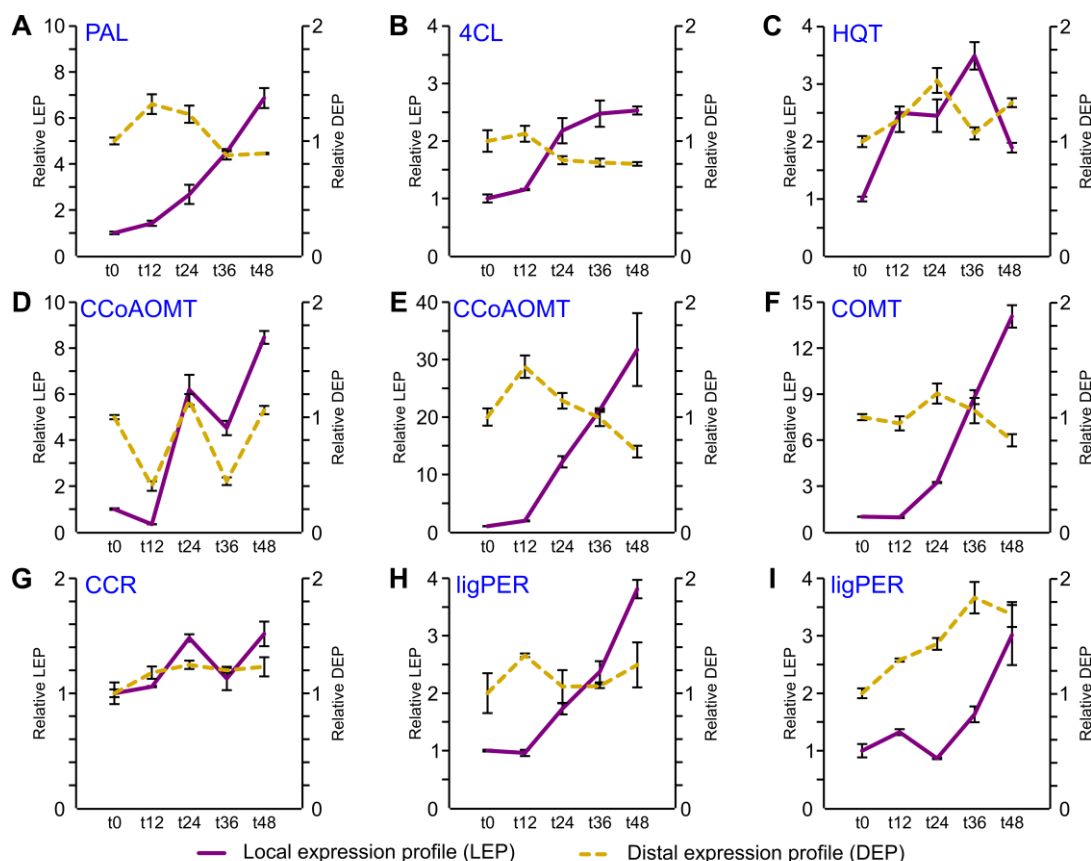 A PAL
10 8 6 4 2 0
Relative LEP
2 1 0
Relative DEP
t0 t12 t24 t36 t48
B 4CL
4 3 2 1 0
Relative LEP
2 1 0
Relative DEP
t0 t12 t24 t36 t48
C HQT
4 3 2 1 0
Relative LEP
2 1 0
Relative DEP
t0 t12 t24 t36 t48
D CCoAOMT
10 8 6 4 2 0
Relative LEP
2 1 0
Relative DEP
t0 t12 t24 t36 t48
E CCoAOMT
40 30 20 10 0
Relative LEP
2 1 0
Relative DEP
t0 t12 t24 t36 t48
F COMT
15 12 9 6 3 0
Relative LEP
2 1 0
Relative DEP
t0 t12 t24 t36 t48
G CCR
2 1 0
Relative LEP
2 1 0
Relative DEP
t0 t12 t24 t36 t48
H ligPER
4 3 2 1 0
Relative LEP
2 1 0
Relative DEP
t0 t12 t24 t36 t48
I ligPER
4 3 2 1 0
Relative LEP
2 1 0
Relative DEP
t0 t12 t24 t36 t48
Local expression profile (LEP) Distal expression profile (DEP)